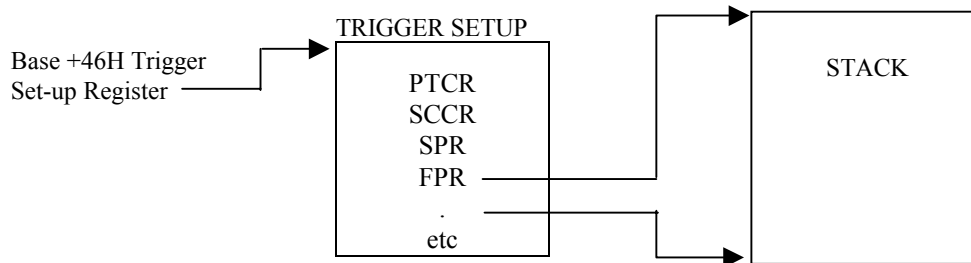 TRIGGER SETUP
Base +46H Trigger
Set-up Register
PTCR
SCCR
SPR
FPR
.
etc
STACK